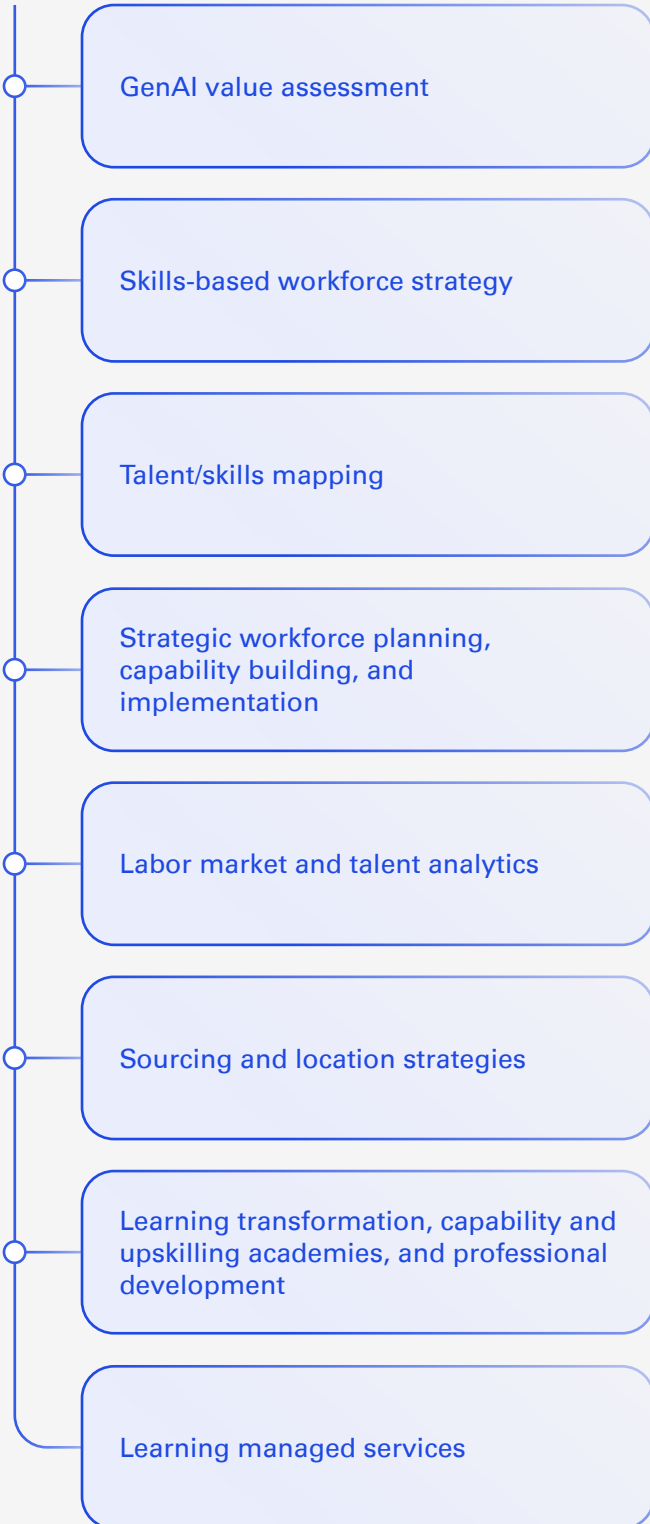 GenAI value assessment
Skills-based workforce strategy
Talent/skills mapping
Strategic workforce planning,
capability building, and
implementation
Labor market and talent analytics
Sourcing and location strategies
Learning transformation, capability and
upskilling academies, and professional
development
Learning managed services